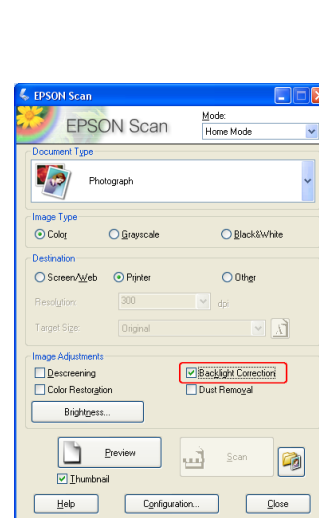 EPSON Scan
EPSON Scan
Mode:
Home Mode
Document Type
Photograph
Image Type
Color Grayscale Black&White
Destination
Screen/Web Printer Other
Resolution: 300 dpi
Target Size: Original
Image Adjustments
Descreening Backlight Correction
Color Restoration Dust Removal
Brightness...
Preview Scan
Thumbnail
Help Configuration... Close